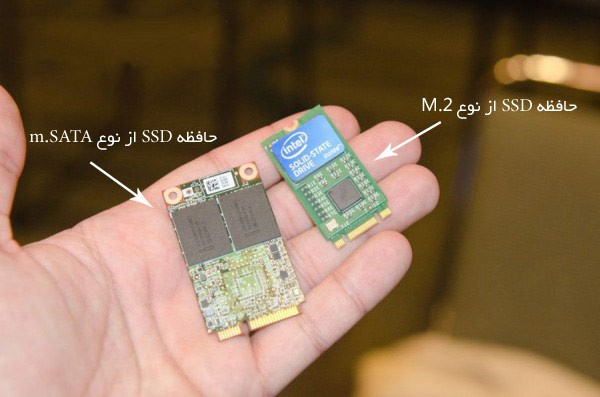 حافظه SSD از نوع M.2
حافظه SSD از نوع m.SATA
intel
SOLID-STATE
DRIVE